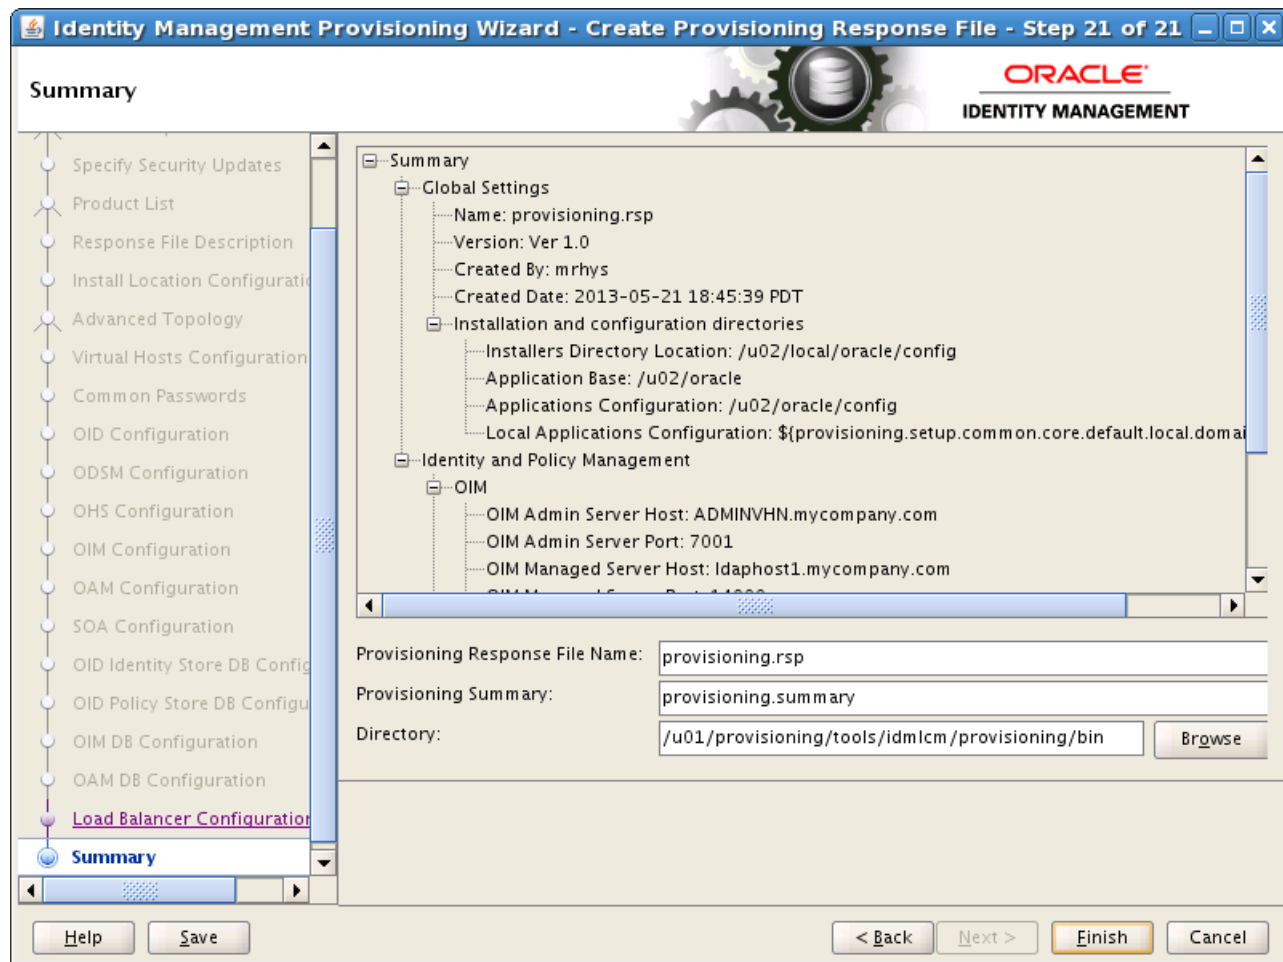 Identity Management Provisioning Wizard - Create Provisioning Response File - Step 21 of 21
Summary
ORACLE
IDENTITY MANAGEMENT
Specify Security Updates
Product List
Response File Description
Install Location Configuratio
Advanced Topology
Virtual Hosts Configuration
Common Passwords
OID Configuration
ODSM Configuration
OHS Configuration
OIM Configuration
OAM Configuration
SOA Configuration
OID Identity Store DB Config
OID Policy Store DB Configu
OIM DB Configuration
OAM DB Configuration
Load Balancer Configuration
Summary
Summary
Global Settings
Name: provisioning.rsp
Version: Ver 1.0
Created By: mrhys
Created Date: 2013-05-21 18:45:39 PDT
Installation and configuration directories
Installers Directory Location: /u02/local/oracle/config
Application Base: /u02/oracle
Applications Configuration: /u02/oracle/config
Local Applications Configuration: ${provisioning.setup.common.core.default.local.domai
Identity and Policy Management
OIM
OIM Admin Server Host: ADMINVHN.mycompany.com
OIM Admin Server Port: 7001
OIM Managed Server Host: ldaphost1.mycompany.com
Provisioning Response File Name: provisioning.rsp
Provisioning Summary: provisioning.summary
Directory: /u01/provisioning/tools/idmlcm/provisioning/bin Browse
Help Save < Back Next > Finish Cancel